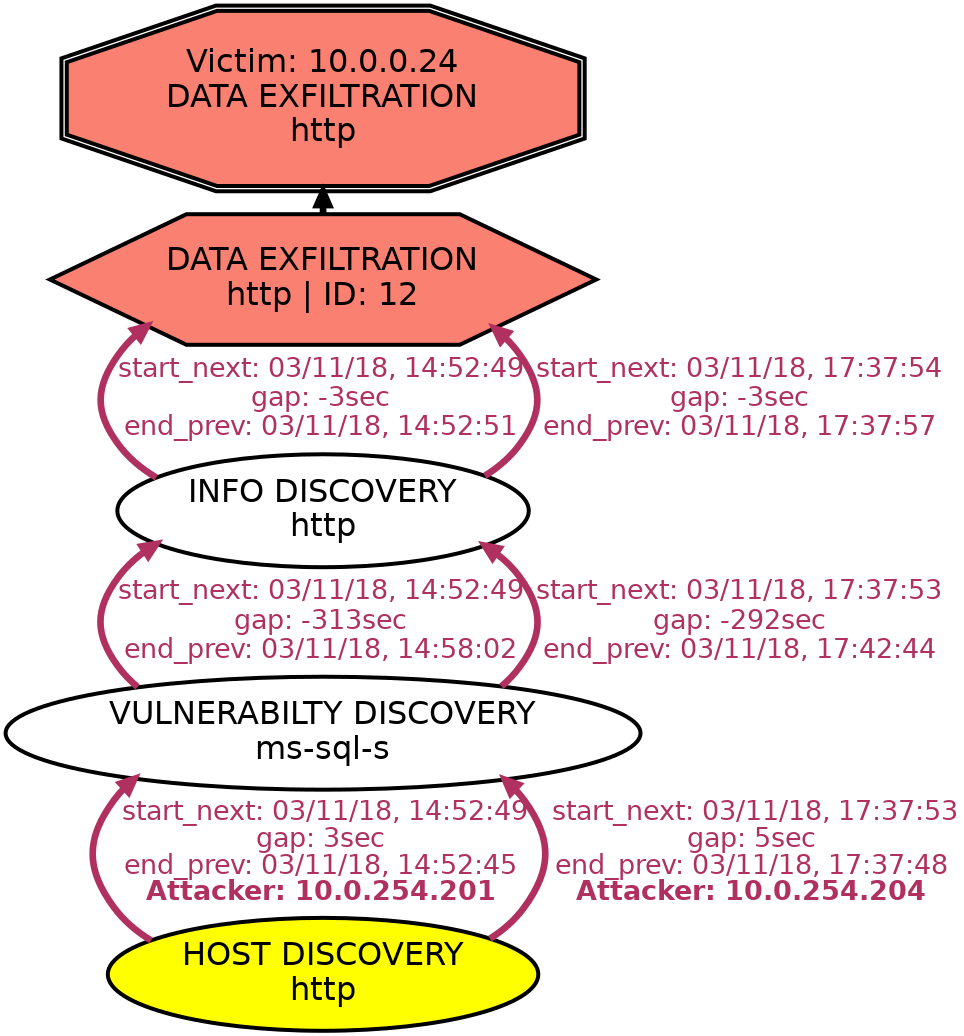 Victim: 10.0.0.24
DATA EXFILTRATION
http
DATA EXFILTRATION
http | ID: 12
start_next: 03/11/18, 14:52:49
gap: -3sec
end_prev: 03/11/18, 14:52:51
start_next: 03/11/18, 17:37:54
gap: -3sec
end_prev: 03/11/18, 17:37:57
INFO DISCOVERY
http
start_next: 03/11/18, 14:52:49
gap: -313sec
end_prev: 03/11/18, 14:58:02
start_next: 03/11/18, 17:37:53
gap: -292sec
end_prev: 03/11/18, 17:42:44
VULNERABILTY DISCOVERY
ms-sql-s
start_next: 03/11/18, 14:52:49
gap: 3sec
end_prev: 03/11/18, 14:52:45
Attacker: 10.0.254.201
start_next: 03/11/18, 17:37:53
gap: 5sec
end_prev: 03/11/18, 17:37:48
Attacker: 10.0.254.204
HOST DISCOVERY
http